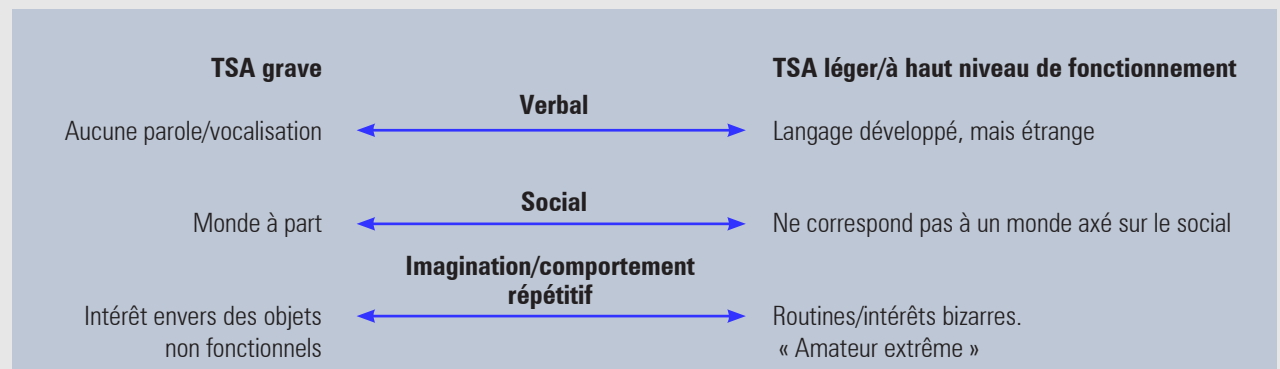 TSA grave
TSA léger/à haut niveau de fonctionnement
Verbal
Aucune parole/vocalisation
Langage développé, mais étrange
Social
Monde à part
Ne correspond pas à un monde axé sur le social
Imagination/comportement
répétitif
Intérêt envers des objets
non fonctionnels
Routines/intérêts bizarres.
« Amateur extrême »